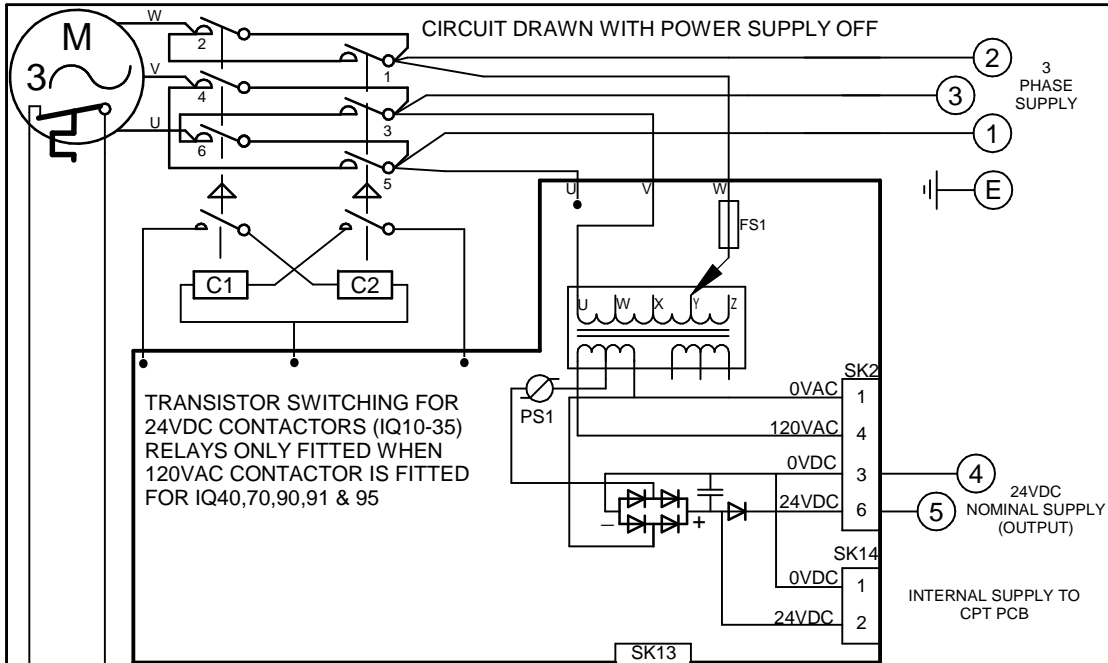 CIRCUIT DRAWN WITH POWER SUPPLY OFF
W
M
3
V
U
2
4
6
1
3
5
2
3
1
E
3
PHASE
SUPPLY
U V W
FS1
C1 C2
U W X Y Z
PS1
TRANSISTOR SWITCHING FOR
24VDC CONTACTORS (IQ10-35)
RELAYS ONLY FITTED WHEN
120VAC CONTACTOR IS FITTED
FOR IQ40,70,90,91 & 95
SK2
0VAC 1
120VAC 4
0VDC 3
24VDC 6
4
5
24VDC
NOMINAL SUPPLY
(OUTPUT)
– +
SK14
0VDC 1
24VDC 2
INTERNAL SUPPLY TO
CPT PCB
SK13